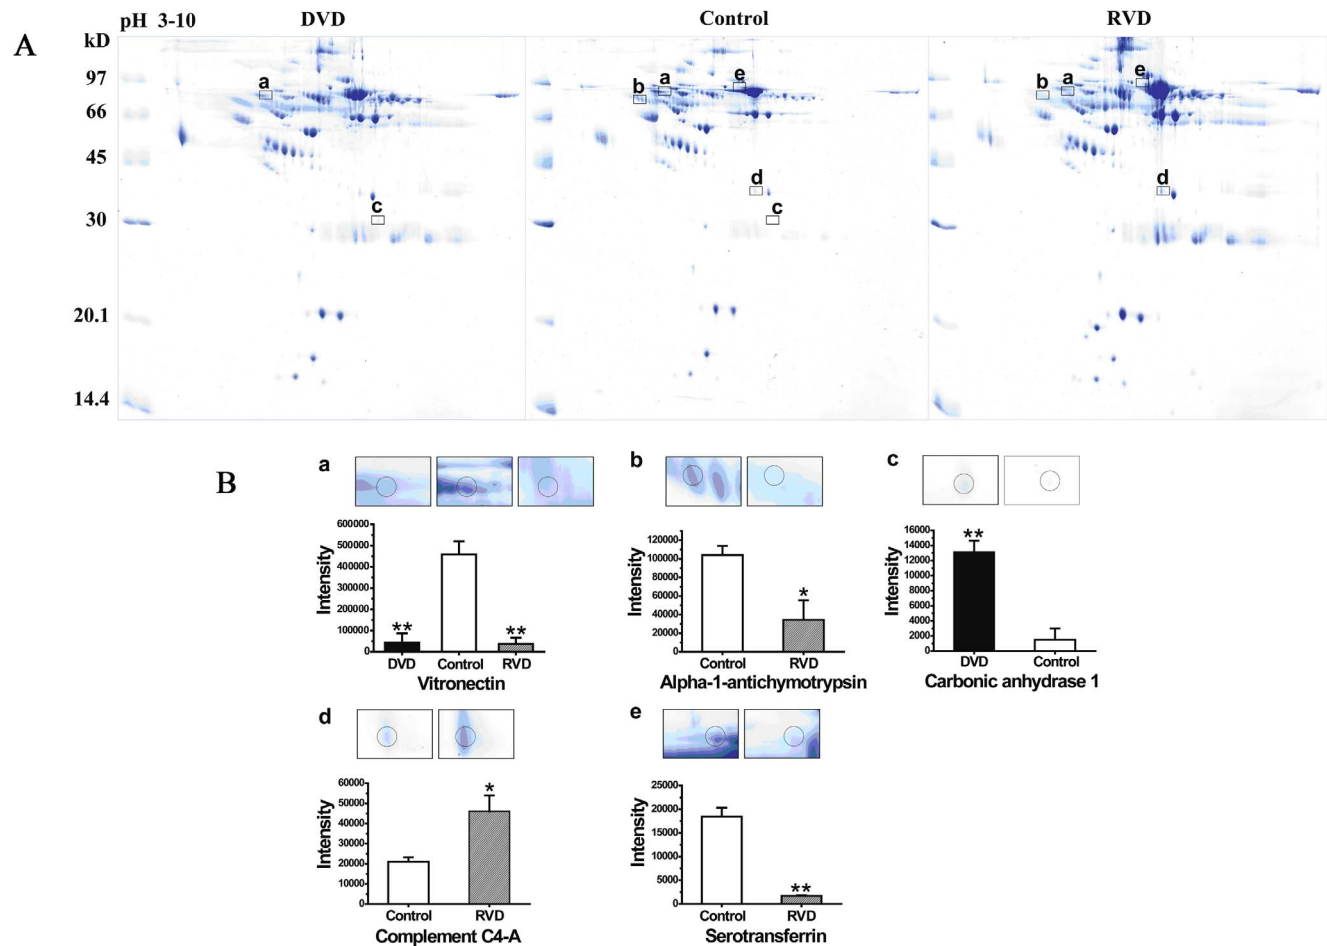 pH 3-10 DVD Control RVD
A
kD
97
66
45
30
20.1
14.4
a
c
b a e
d
c
b a e
d
B
a
Intensity
600000
500000
400000
300000
200000
100000
0
** **
DVD Control RVD
Vitronectin
b
Intensity
120000
100000
80000
60000
40000
20000
0
*
Control RVD
Alpha-1-antichymotrypsin
c
Intensity
16000
14000
12000
10000
8000
6000
4000
2000
0
**
DVD Control
Carbonic anhydrase 1
d
Intensity
60000
50000
40000
30000
20000
10000
0
*
Control RVD
Complement C4-A
e
Intensity
25000
20000
15000
10000
5000
0
**
Control RVD
Serotransferrin